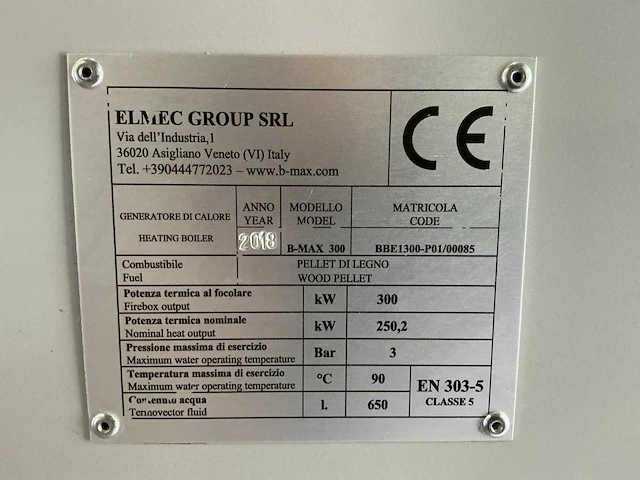 ELMEC GROUP SRL
Via dell'Industria,1
36020 Asigliano Veneto (VI) Italy
Tel. +390444772023 – www.b-max.com
CE
GENERATORE DI CALORE
HEATING BOILER
ANNO
YEAR
2018
MODELLO
MODEL
B-MAX 300
MATRICOLA
CODE
BBE1300-P01/00085
Combustibile PELLET DI LEGNO
Fuel WOOD PELLET
Potenza termica al focolare
Firebox output
kW 300
Potenza termica nominale
Nominal heat output
kW 250,2
Pressione massima di esercizio
Maximum water operating temperature
Bar 3
Temperatura massima di esercizio
Maximum water operating temperature
°C 90
Contenuto acqua
Termovector fluid
l. 650
EN 303-5
CLASSE 5